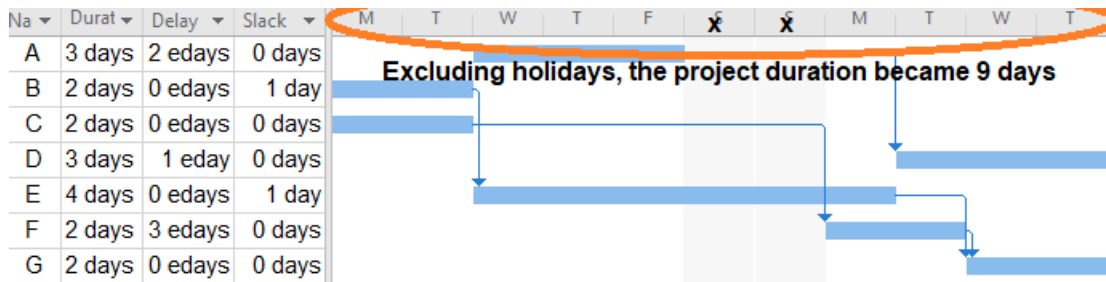 Na Durat Delay Slack M T W T F S S M T W T
A 3 days 2 edays 0 days
Excluding holidays, the project duration became 9 days
B 2 days 0 edays 1 day
C 2 days 0 edays 0 days
D 3 days 1 eday 0 days
E 4 days 0 edays 1 day
F 2 days 3 edays 0 days
G 2 days 0 edays 0 days